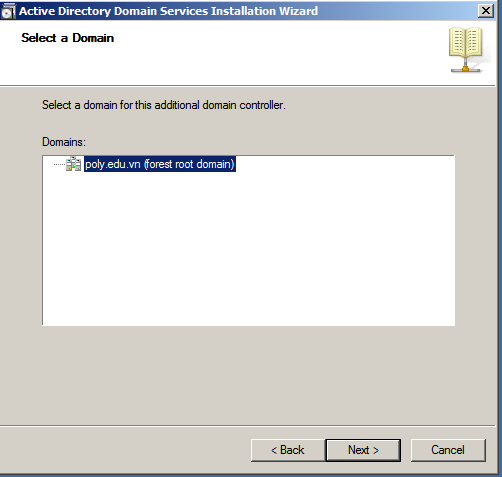 Active Directory Domain Services Installation Wizard
Select a Domain
Select a domain for this additional domain controller.
Domains:
poly.edu.vn (forest root domain)
< Back Next > Cancel